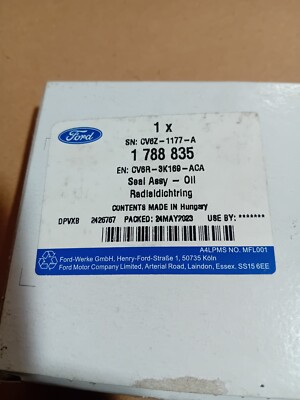 1 x
Ford
SN: CV6Z-1177-A
1 788 835
EN: CV6R-3K169-ACA
Seal Assy - Oil
Radialdichtring
CONTENTS MADE IN Hungary
DPVXB 2426767 PACKED: 24MAY2023 USE BY: *******
A4LPMS NO. MFL001
Ford-Werke GmbH, Henry-Ford-Straße 1, 50735 Köln
Ford Motor Company Limited, Arterial Road, Laindon, Essex. SS15 6EE